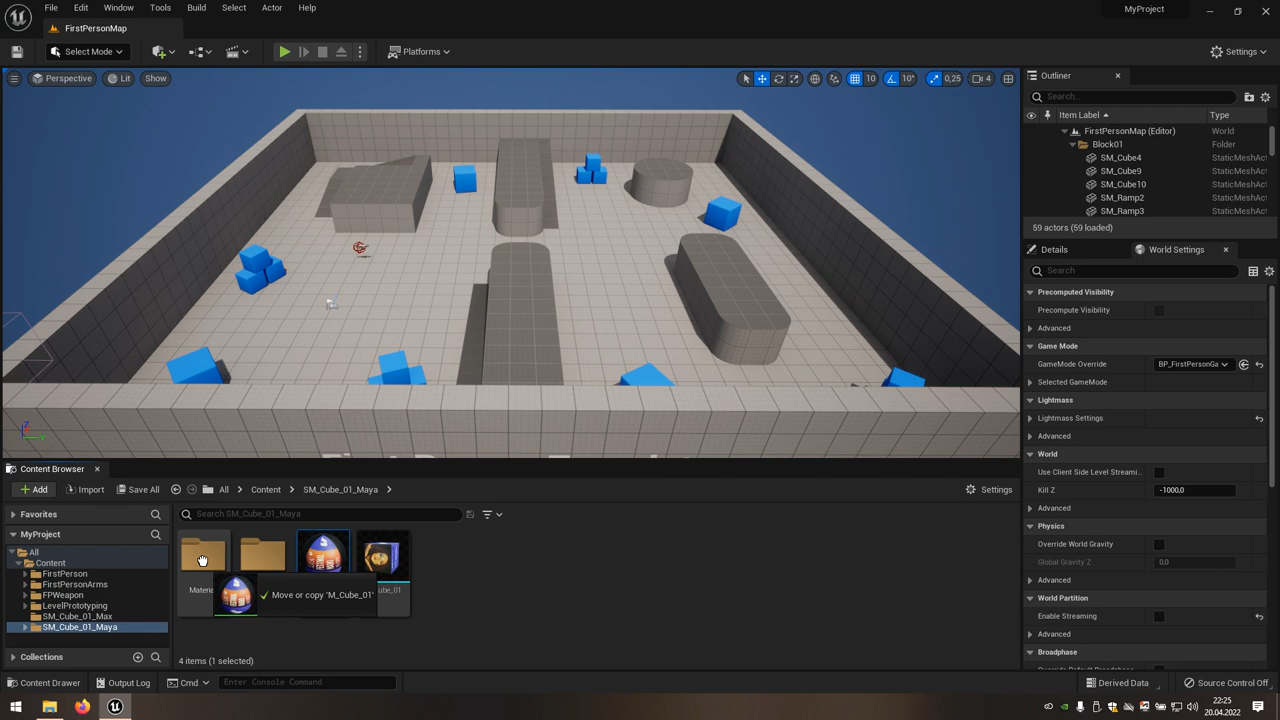 File Edit Window Tools Build Select Actor Help
MyProject
FirstPersonMap
Select Mode
Platforms
Settings
Perspective Lit Show
10 10° 0,25 4
Outliner
Search...
Item Label Type
FirstPersonMap (Editor) World
Block01 Folder
SM_Cube4 StaticMeshAct
SM_Cube9 StaticMeshAct
SM_Cube10 StaticMeshAct
SM_Ramp2 StaticMeshAct
SM_Ramp3 StaticMeshAct
59 actors (59 loaded)
Details World Settings
Search
Precomputed Visibility
Precompute Visibility
Advanced
Game Mode
GameMode Override BP_FirstPersonGa
Selected GameMode
Lightmass
Lightmass Settings
Advanced
World
Use Client Side Level Streami...
Kill Z -1000,0
Advanced
Physics
Override World Gravity
Global Gravity Z 0,0
Advanced
World Partition
Enable Streaming
Advanced
Broadphase
Content Browser
Add Import Save All All Content SM_Cube_01_Maya Settings
Favorites
Search SM_Cube_01_Maya
MyProject
All
Content
FirstPerson
FirstPersonArms
FPWeapon
LevelPrototyping
SM_Cube_01_Max
SM_Cube_01_Maya
Collections
Materia
Move or copy 'M_Cube_01'
ube_01
4 items (1 selected)
Content Drawer Output Log Cmd Enter Console Command
Derived Data Source Control Off
22:25
20.04.2022